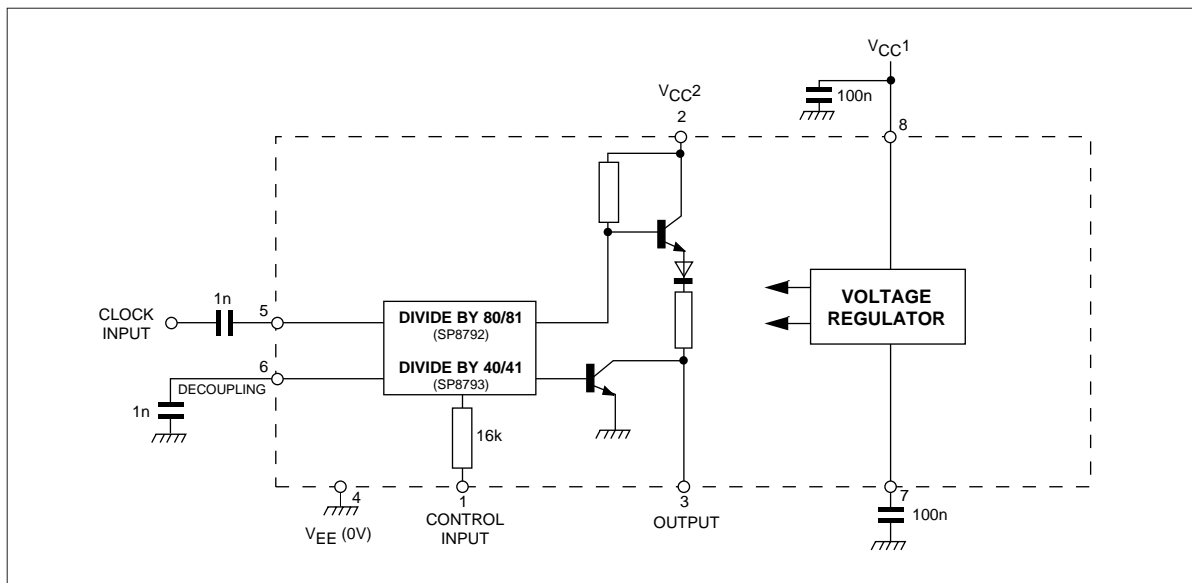 VCC1
100n
VCC2
2
8
1n
5
CLOCK
INPUT
DIVIDE BY 80/81
(SP8792)
VOLTAGE
REGULATOR
6
DECOUPLING
DIVIDE BY 40/41
(SP8793)
1n
16k
4
1
3
7
VEE (0V)
CONTROL
INPUT
OUTPUT
100n